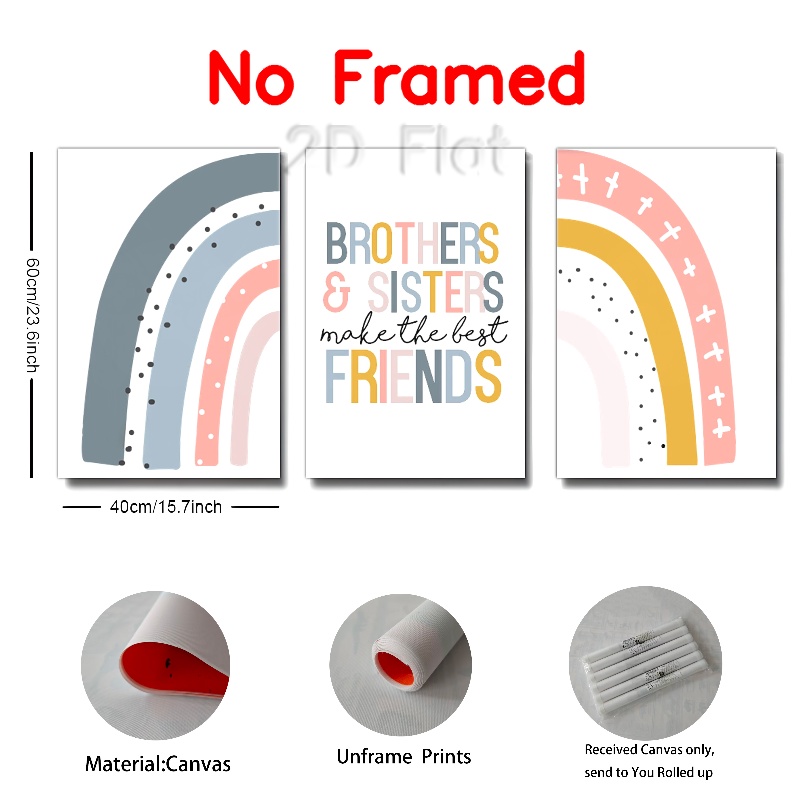 No Framed
2D Flat
60cm/23.6inch
BROTHERS
& SISTERS
make the best
FRIENDS
40cm/15.7inch
Material:Canvas
Unframe Prints
Received Canvas only,
send to You Rolled up